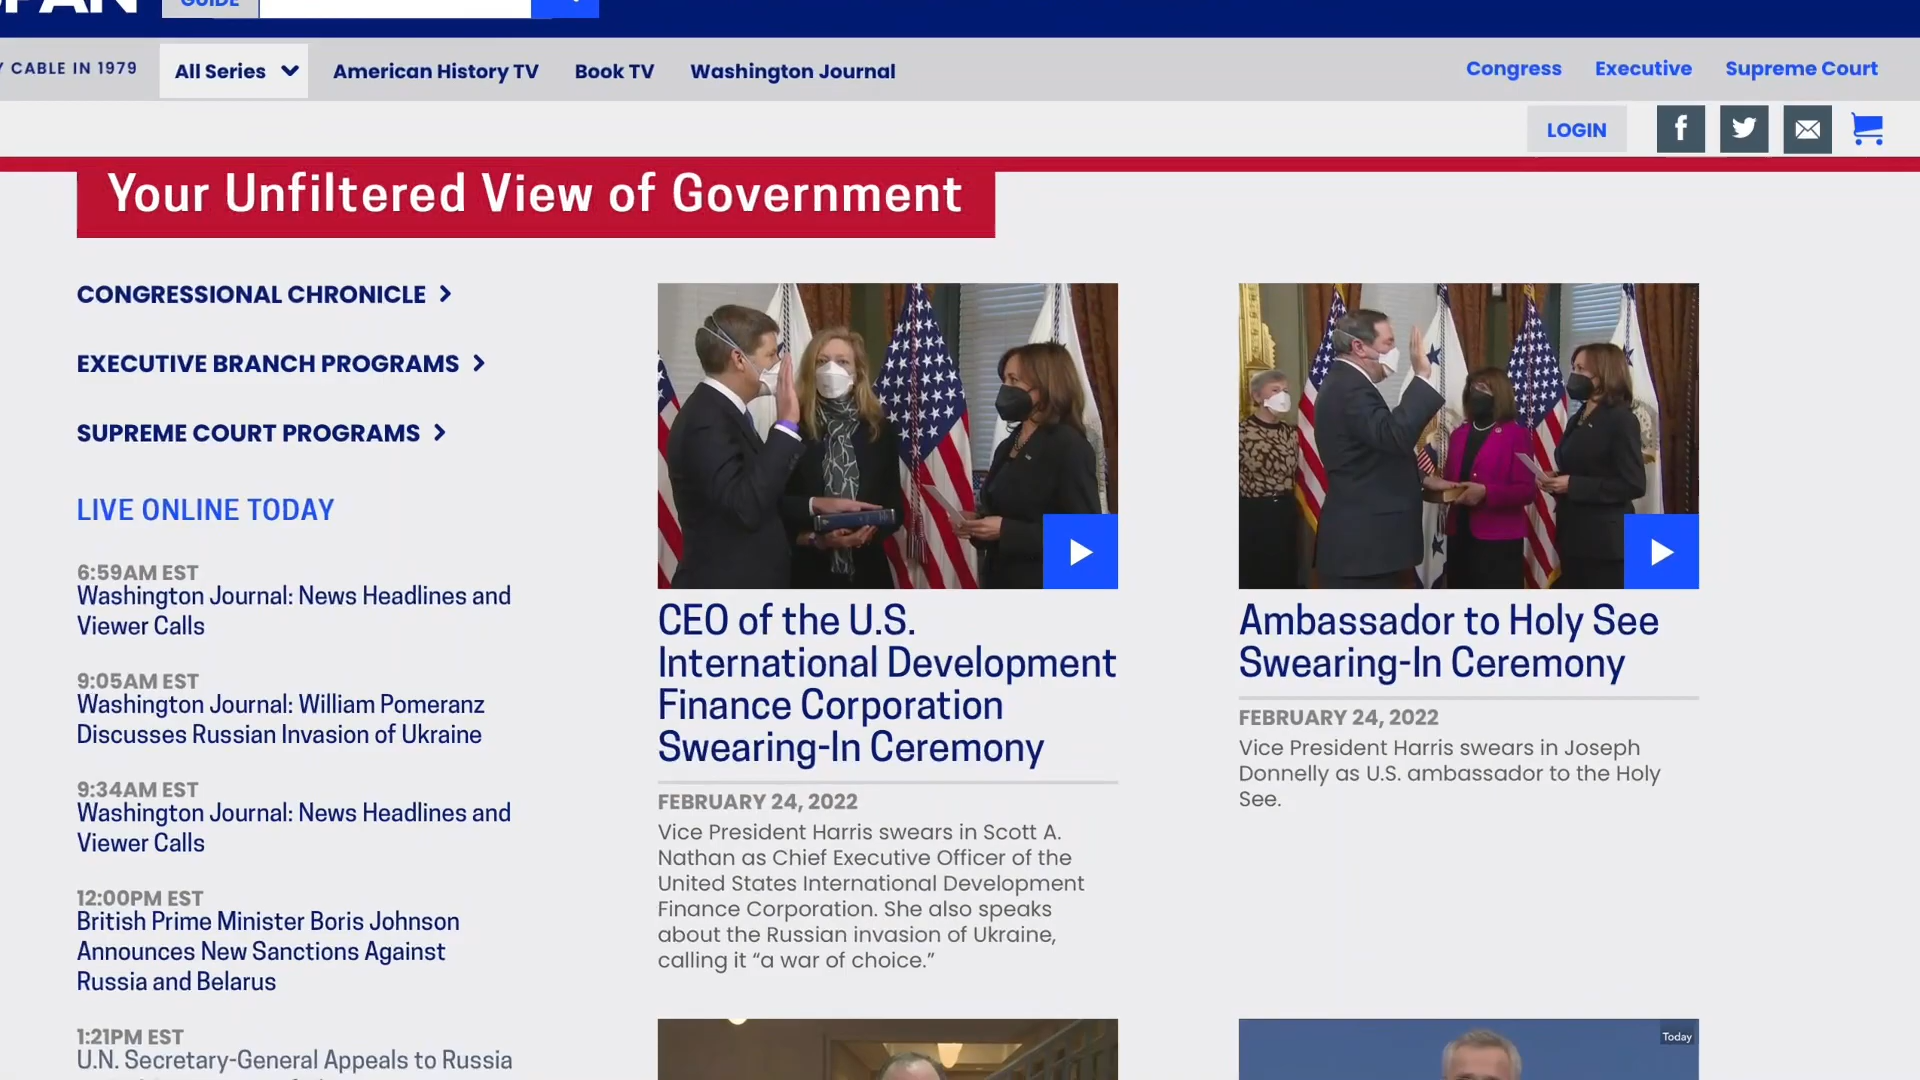 GUIDE
CABLE IN 1979
All Series
American History TV
Book TV
Washington Journal
Congress
Executive
Supreme Court
LOGIN
Your Unfiltered View of Government
CONGRESSIONAL CHRONICLE
EXECUTIVE BRANCH PROGRAMS
SUPREME COURT PROGRAMS
LIVE ONLINE TODAY
6:59AM EST
Washington Journal: News Headlines and
Viewer Calls
9:05AM EST
Washington Journal: William Pomeranz
Discusses Russian Invasion of Ukraine
9:34AM EST
Washington Journal: News Headlines and
Viewer Calls
12:00PM EST
British Prime Minister Boris Johnson
Announces New Sanctions Against
Russia and Belarus
1:21PM EST
U.N. Secretary-General Appeals to Russia
CEO of the U.S.
International Development
Finance Corporation
Swearing-In Ceremony
FEBRUARY 24, 2022
Vice President Harris swears in Scott A.
Nathan as Chief Executive Officer of the
United States International Development
Finance Corporation. She also speaks
about the Russian invasion of Ukraine,
calling it “a war of choice.”
Ambassador to Holy See
Swearing-In Ceremony
FEBRUARY 24, 2022
Vice President Harris swears in Joseph
Donnelly as U.S. ambassador to the Holy
See.
Today